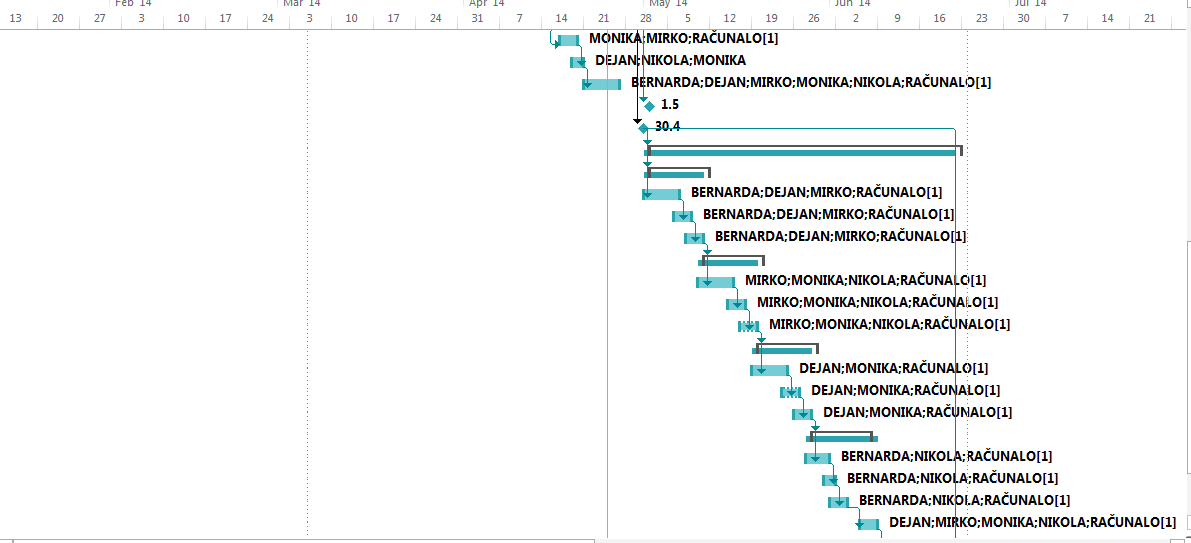 Feb '14 Mar '14 Apr '14 May '14 Jun '14 Jul '14
13 20 27 3 10 17 24 3 10 17 24 31 7 14 21 28 5 12 19 26 2 9 16 23 30 7 14 21
MONIKA;MIRKO;RAČUNALO[1]
DEJAN;NIKOLA;MONIKA
BERNARDA;DEJAN;MIRKO;MONIKA;NIKOLA;RAČUNALO[1]
1.5
30.4
BERNARDA;DEJAN;MIRKO;RAČUNALO[1]
BERNARDA;DEJAN;MIRKO;RAČUNALO[1]
BERNARDA;DEJAN;MIRKO;RAČUNALO[1]
MIRKO;MONIKA;NIKOLA;RAČUNALO[1]
MIRKO;MONIKA;NIKOLA;RAČUNALO[1]
MIRKO;MONIKA;NIKOLA;RAČUNALO[1]
DEJAN;MONIKA;RAČUNALO[1]
DEJAN;MONIKA;RAČUNALO[1]
DEJAN;MONIKA;RAČUNALO[1]
BERNARDA;NIKOLA;RAČUNALO[1]
BERNARDA;NIKOLA;RAČUNALO[1]
BERNARDA;NIKOLA;RAČUNALO[1]
DEJAN;MIRKO;MONIKA;NIKOLA;RAČUNALO[1]